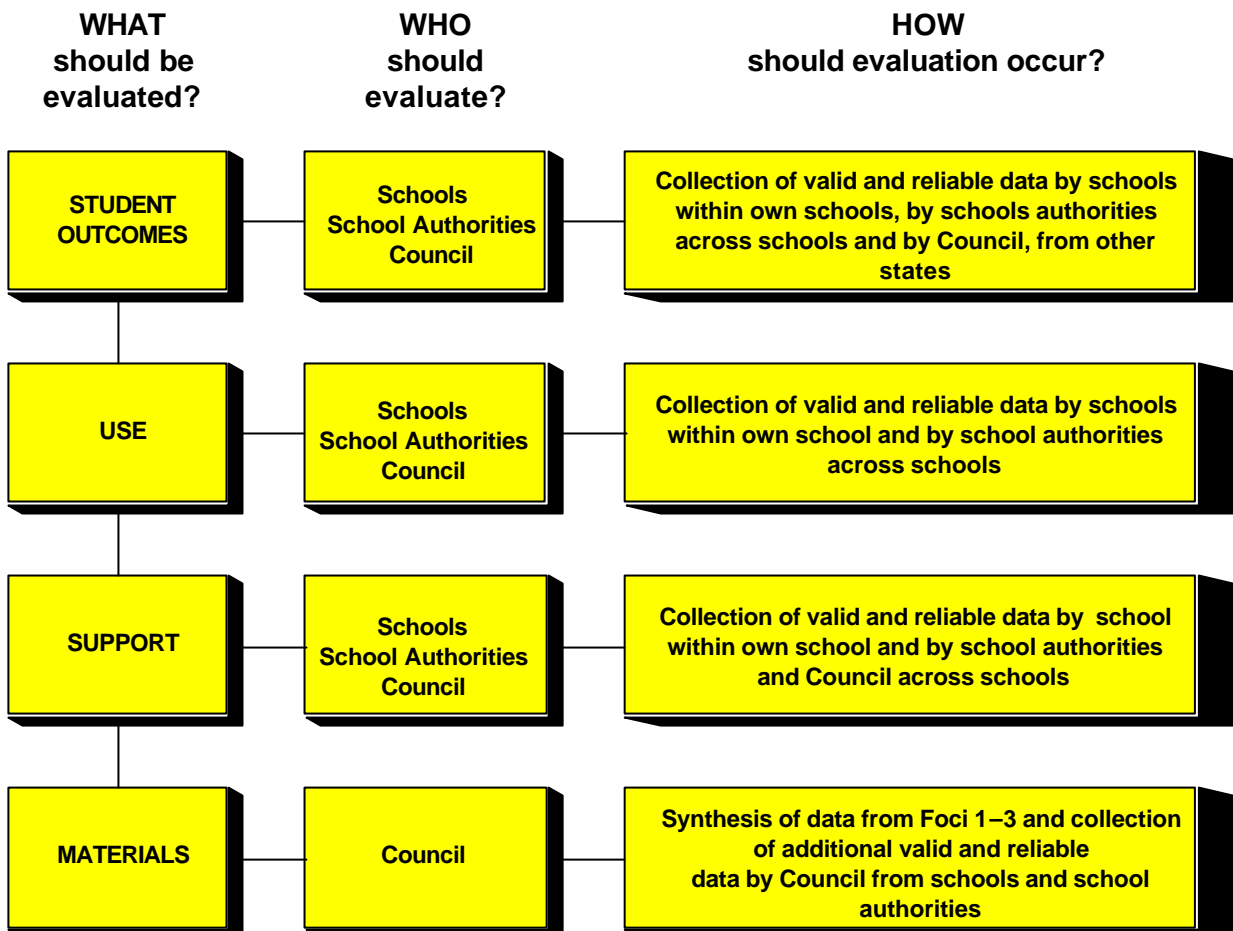 WHAT
should be
evaluated?
WHO
should
evaluate?
HOW
should evaluation occur?
STUDENT
OUTCOMES
Schools
School Authorities
Council
Collection of valid and reliable data by schools
within own schools, by schools authorities
across schools and by Council, from other
states
USE
Schools
School Authorities
Council
Collection of valid and reliable data by schools
within own school and by school authorities
across schools
SUPPORT
Schools
School Authorities
Council
Collection of valid and reliable data by school
within own school and by school authorities
and Council across schools
MATERIALS
Council
Synthesis of data from Foci 1–3 and collection
of additional valid and reliable
data by Council from schools and school
authorities